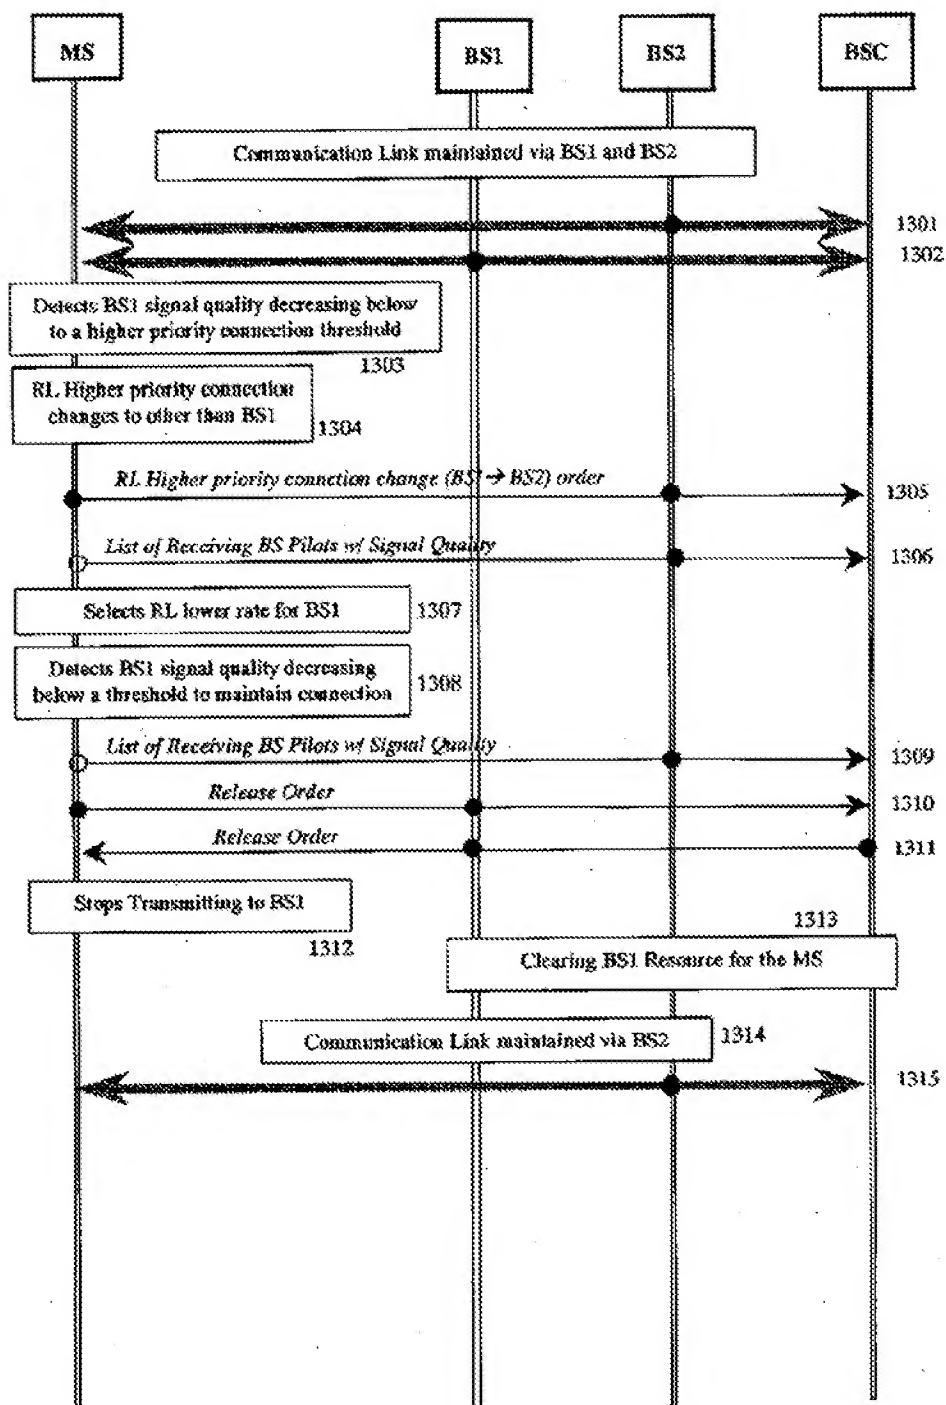 MS
BS1
BS2
BSC
Communication Link maintained via BS1 and BS2
1301
1302
Detects BS1 signal quality decreasing below
to a higher priority connection threshold
1303
RL Higher priority connection
changes to other than BS1
1304
RL Higher priority connection change (BS1 → BS2) order
1305
List of Receiving BS Pilots w/ Signal Quality
1306
Selects RL lower rate for BS1
1307
Detects BS1 signal quality decreasing
below a threshold to maintain connection
1308
List of Receiving BS Pilots w/ Signal Quality
1309
Release Order
1310
Release Order
1311
Stops Transmitting to BS1
1312
1313
Clearing BS1 Resource for the MS
Communication Link maintained via BS2
1314
1315